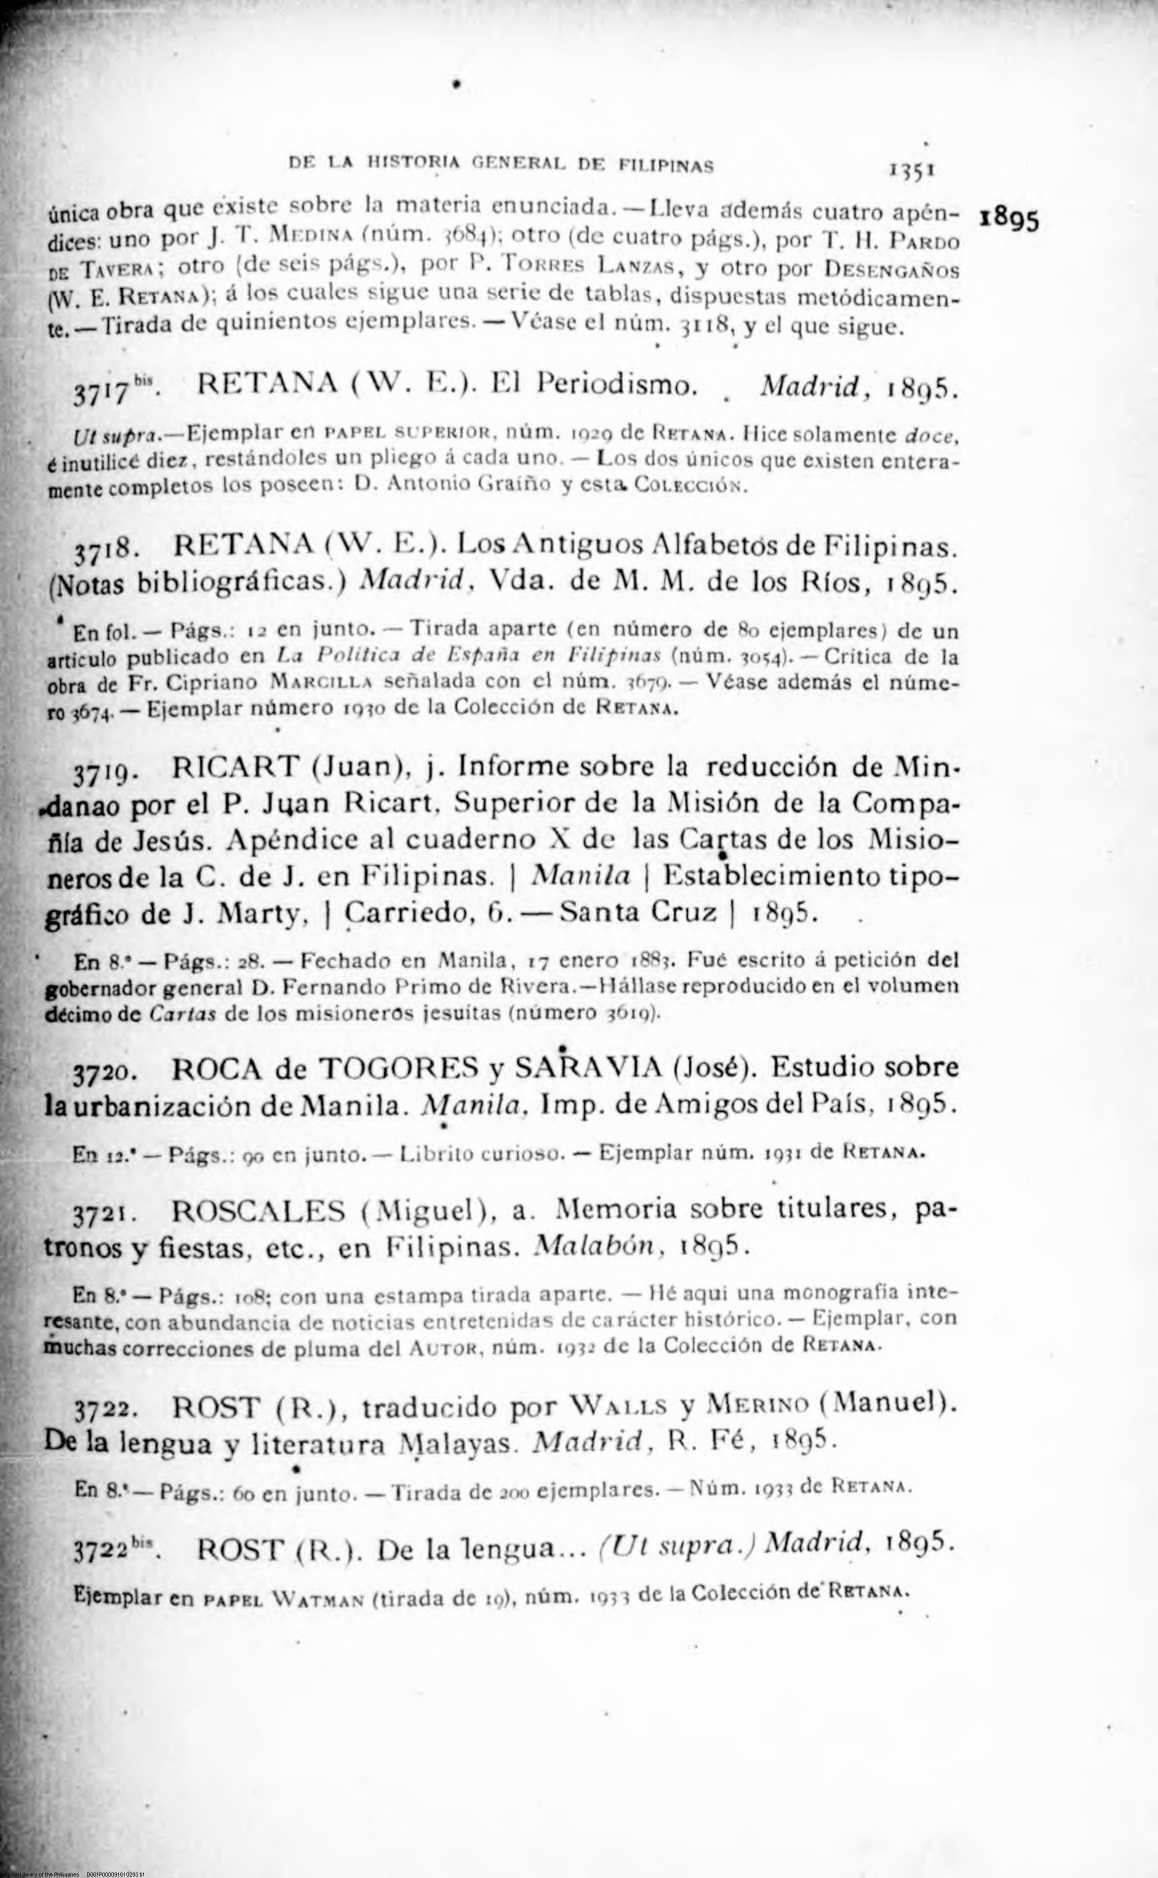 DE LA HISTORIA GENERAL DE FILIPINAS 1351
única obra que existe sobre la materia enunciada. — Lleva además cuatro apén- 1895
dices: uno por J. T. MEDINA (núm. 3684); otro (de cuatro págs.), por T. H. PARDO
DE TAVERA; otro (de seis págs.), por P. TORRES LANZAS, y otro por DESENGAÑOS
(W. E. RETANA); á los cuales sigue una serie de tablas, dispuestas metódicamen-
te. — Tirada de quinientos ejemplares. — Véase el núm. 3118, y el que sigue.
3717 bis. RETANA (W. E.). El Periodismo. Madrid, 1895.
Ut supra.—Ejemplar en PAPEL SUPERIOR, núm. 1929 de RETANA. Hice solamente doce,
é inutilicé diez, restándoles un pliego á cada uno. — Los dos únicos que existen entera-
mente completos los poseen: D. Antonio Graíño y esta COLECCIÓN.
3718. RETANA (W. E.). Los Antiguos Alfabetos de Filipinas.
(Notas bibliográficas.) Madrid, Vda. de M. M. de los Ríos, 1895.
En fol. — Págs.: 12 en junto. — Tirada aparte (en número de 80 ejemplares) de un
artículo publicado en La Política de España en Filipinas (núm. 3054). — Crítica de la
obra de Fr. Cipriano MARCILLA señalada con el núm. 3679. — Véase además el núme-
ro 3674. — Ejemplar número 1930 de la Colección de RETANA.
3719. RICART (Juan), j. Informe sobre la reducción de Min-
danao por el P. Juan Ricart, Superior de la Misión de la Compa-
ñía de Jesús. Apéndice al cuaderno X de las Cartas de los Misio-
neros de la C. de J. en Filipinas. | Manila | Establecimiento tipo-
gráfico de J. Marty, | Carriedo, 6. — Santa Cruz | 1895.
En 8.º — Págs.: 28. — Fechado en Manila, 17 enero 1883. Fué escrito á petición del
gobernador general D. Fernando Primo de Rivera.—Hállase reproducido en el volumen
décimo de Cartas de los misioneros jesuitas (número 3619).
3720. ROCA de TOGORES y SARAVIA (José). Estudio sobre
la urbanización de Manila. Manila, Imp. de Amigos del País, 1895.
En 12.º — Págs.: 90 en junto. — Librito curioso. — Ejemplar núm. 1931 de RETANA.
3721. ROSCALES (Miguel), a. Memoria sobre titulares, pa-
tronos y fiestas, etc., en Filipinas. Malabón, 1895.
En 8.º — Págs.: 108; con una estampa tirada aparte. — Hé aquí una monografía inte-
resante, con abundancia de noticias entretenidas de carácter histórico. — Ejemplar, con
muchas correcciones de pluma del AUTOR, núm. 1932 de la Colección de RETANA.
3722. ROST (R.), traducido por WALLS y MERINO (Manuel).
De la lengua y literatura Malayas. Madrid, R. Fé, 1895.
En 8.º — Págs.: 60 en junto. — Tirada de 200 ejemplares. — Núm. 1933 de RETANA.
3722 bis. ROST (R.). De la lengua... (Ut supra.) Madrid, 1895.
Ejemplar en PAPEL WATMAN (tirada de 19), núm. 1933 de la Colección de RETANA.